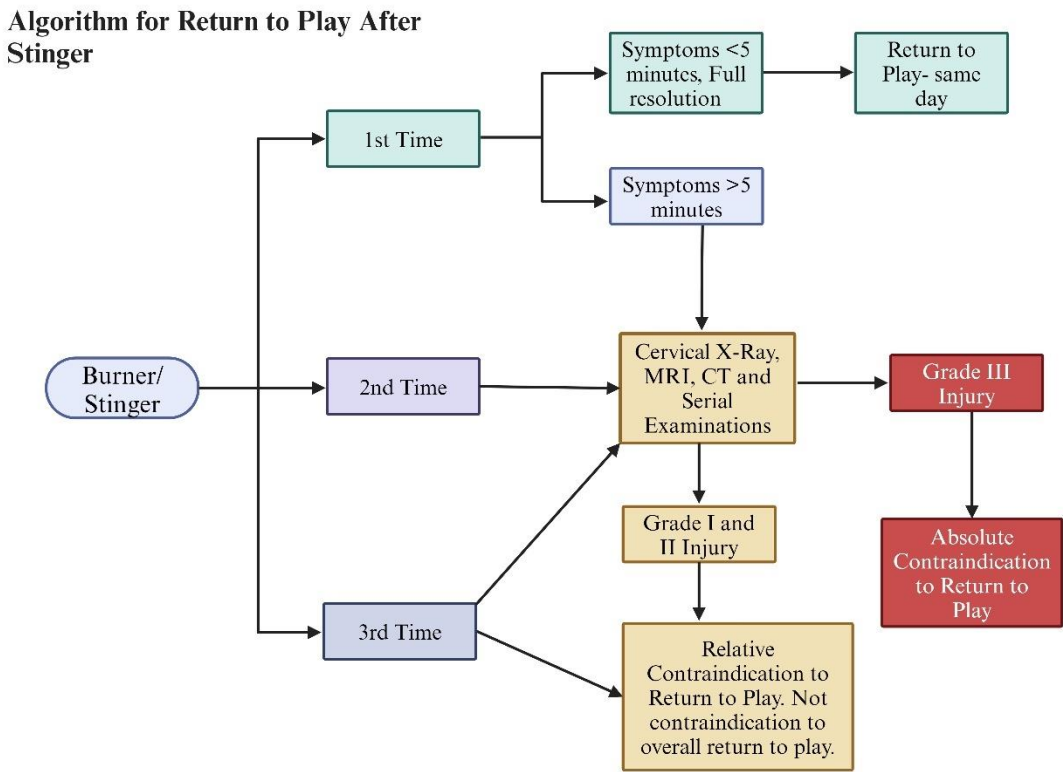 Algorithm for Return to Play After
Stinger
Symptoms <5
minutes, Full
resolution
Return to
Play- same
day
1st Time
Symptoms >5
minutes
Burner/
Stinger
2nd Time
Cervical X-Ray,
MRI, CT and
Serial
Examinations
Grade III
Injury
Grade I and
II Injury
Absolute
Contraindication
to Return to
Play
3rd Time
Relative
Contraindication to
Return to Play. Not
contraindication to
overall return to play.